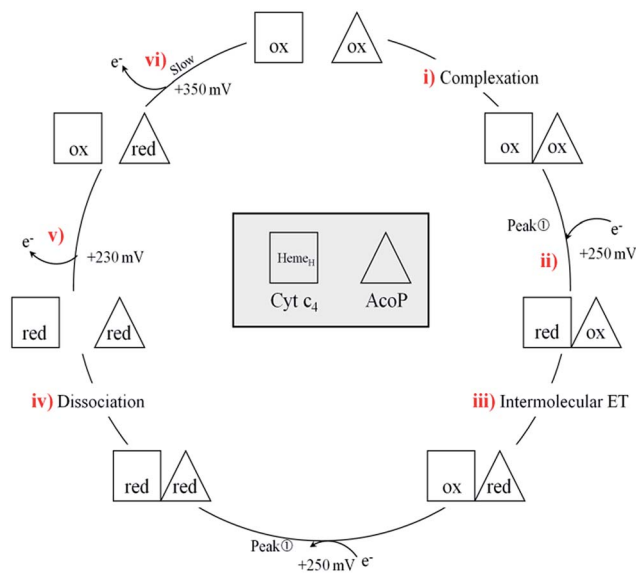 ox ox
i) Complexation
ox ox
Peak①
e-
+250 mV
ii)
red ox
iii) Intermolecular ET
ox red
Peak①
+250 mV
e-
red red
iv) Dissociation
red red
v)
e-
+230 mV
ox red
vi)
e-
Slow
+350 mV
HemeH
Cyt c4
AcoP